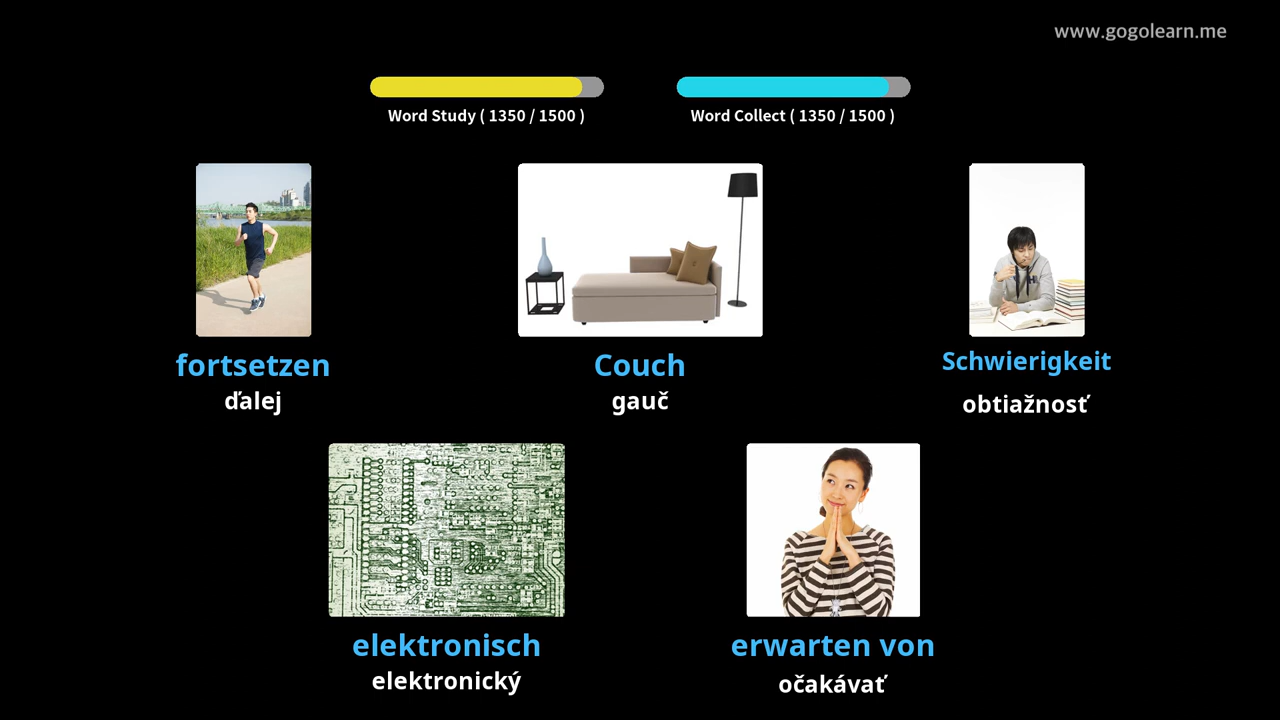 www.gogolearn.me
Word Study ( 1350 / 1500 )
Word Collect ( 1350 / 1500 )
fortsetzen
ďalej
Couch
gauč
Schwierigkeit
obtiažnosť
elektronisch
elektronický
erwarten von
očakávať